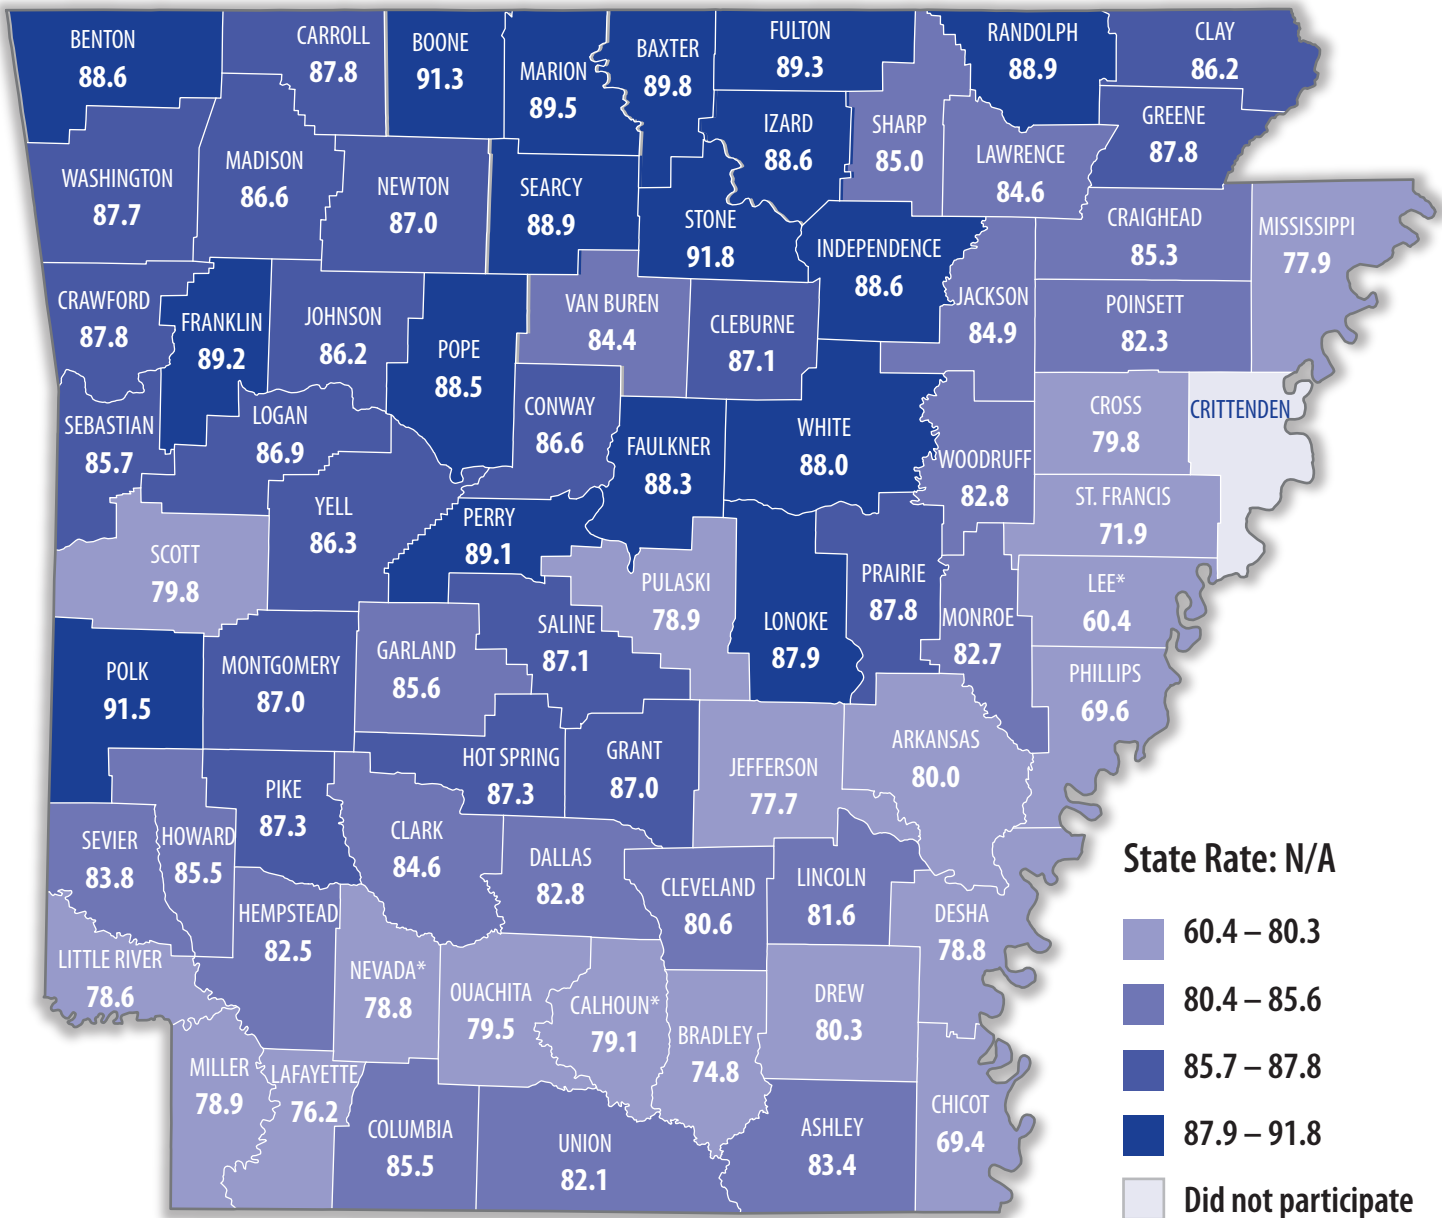 BENTON
88.6
CARROLL
87.8
BOONE
91.3
MARION
89.5
BAXTER
89.8
FULTON
89.3
RANDOLPH
88.9
CLAY
86.2
GREENE
87.8
IZARD
88.6
SHARP
85.0
LAWRENCE
84.6
WASHINGTON
87.7
MADISON
86.6
NEWTON
87.0
SEARCY
88.9
STONE
91.8
INDEPENDENCE
88.6
CRAIGHEAD
85.3
MISSISSIPPI
77.9
CRAWFORD
87.8
FRANKLIN
89.2
JOHNSON
86.2
POPE
88.5
VAN BUREN
84.4
CLEBURNE
87.1
JACKSON
84.9
POINSETT
82.3
SEBASTIAN
85.7
LOGAN
86.9
CONWAY
86.6
FAULKNER
88.3
WHITE
88.0
WOODRUFF
82.8
CROSS
79.8
CRITTENDEN
ST. FRANCIS
71.9
SCOTT
79.8
YELL
86.3
PERRY
89.1
PULASKI
78.9
LONOKE
87.9
PRAIRIE
87.8
MONROE
82.7
LEE*
60.4
PHILLIPS
69.6
POLK
91.5
MONTGOMERY
87.0
GARLAND
85.6
SALINE
87.1
HOT SPRING
87.3
GRANT
87.0
JEFFERSON
77.7
ARKANSAS
80.0
SEVIER
83.8
HOWARD
85.5
PIKE
87.3
CLARK
84.6
DALLAS
82.8
CLEVELAND
80.6
LINCOLN
81.6
DESHA
78.8
LITTLE RIVER
78.6
HEMPSTEAD
82.5
NEVADA*
78.8
OUACHITA
79.5
CALHOUN*
79.1
BRADLEY
74.8
DREW
80.3
MILLER
78.9
LAFAYETTE
76.2
COLUMBIA
85.5
UNION
82.1
ASHLEY
83.4
CHICOT
69.4
State Rate: N/A
60.4 – 80.3
80.4 – 85.6
85.7 – 87.8
87.9 – 91.8
Did not participate